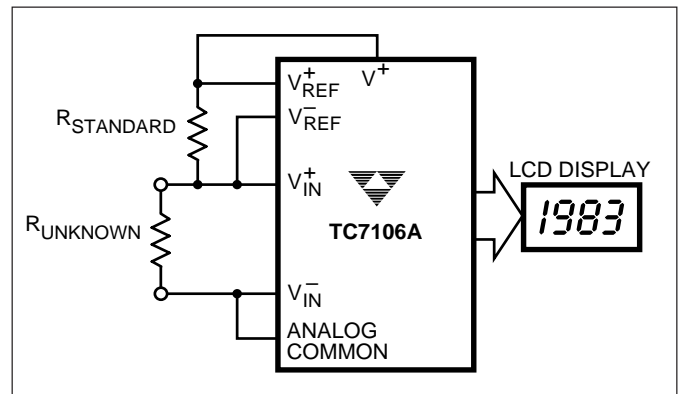 V+
V+REF
V−REF
RSTANDARD
LCD DISPLAY
V+IN
1983
TC7106A
RUNKNOWN
V−IN
ANALOG
COMMON